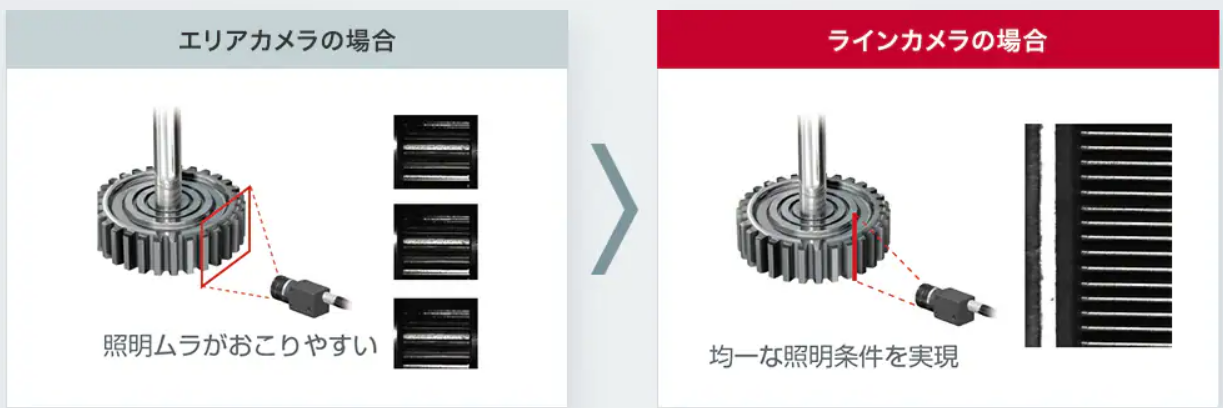 エリアカメラの場合
照明ムラがおこりやすい
ラインカメラの場合
均一な照明条件を実現